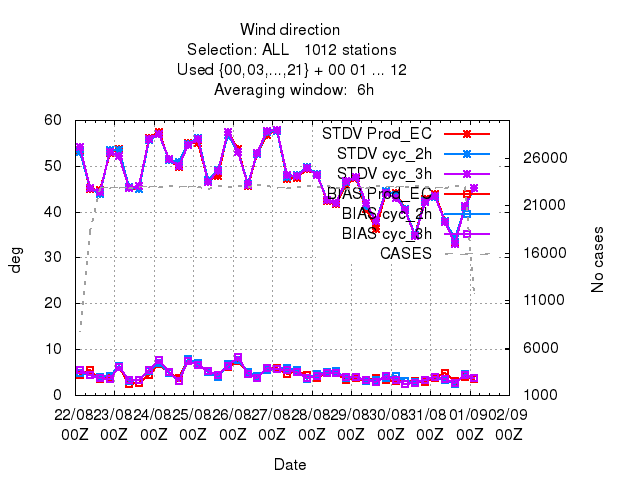 Wind direction
Selection: ALL   1012 stations
Used {00,03,...,21} + 00 01 ... 12
Averaging window:  6h
deg
60
50
40
30
20
10
0
STDV Prod_EC
STDV cyc_2h
STDV cyc_3h
BIAS Prod_EC
BIAS cyc_2h
BIAS cyc_3h
CASES
26000
21000
16000
11000
6000
1000
No cases
22/08 23/08 24/08 25/08 26/08 27/08 28/08 29/08 30/08 31/08 01/09 02/09
00Z 00Z 00Z 00Z 00Z 00Z 00Z 00Z 00Z 00Z 00Z 00Z
Date